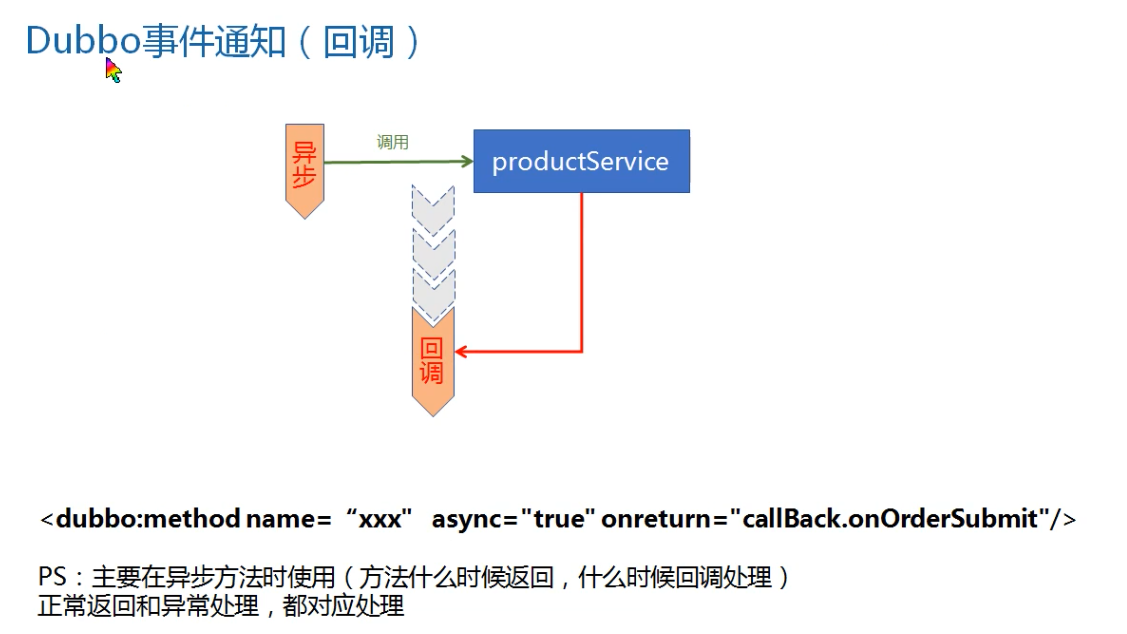 Dubbo事件通知（回调）
异步
调用
productService
回调
<dubbo:method name= “xxx"  async="true" onreturn="callBack.onOrderSubmit"/>
PS：主要在异步方法时使用（方法什么时候返回，什么时候回调处理）
正常返回和异常处理，都对应处理